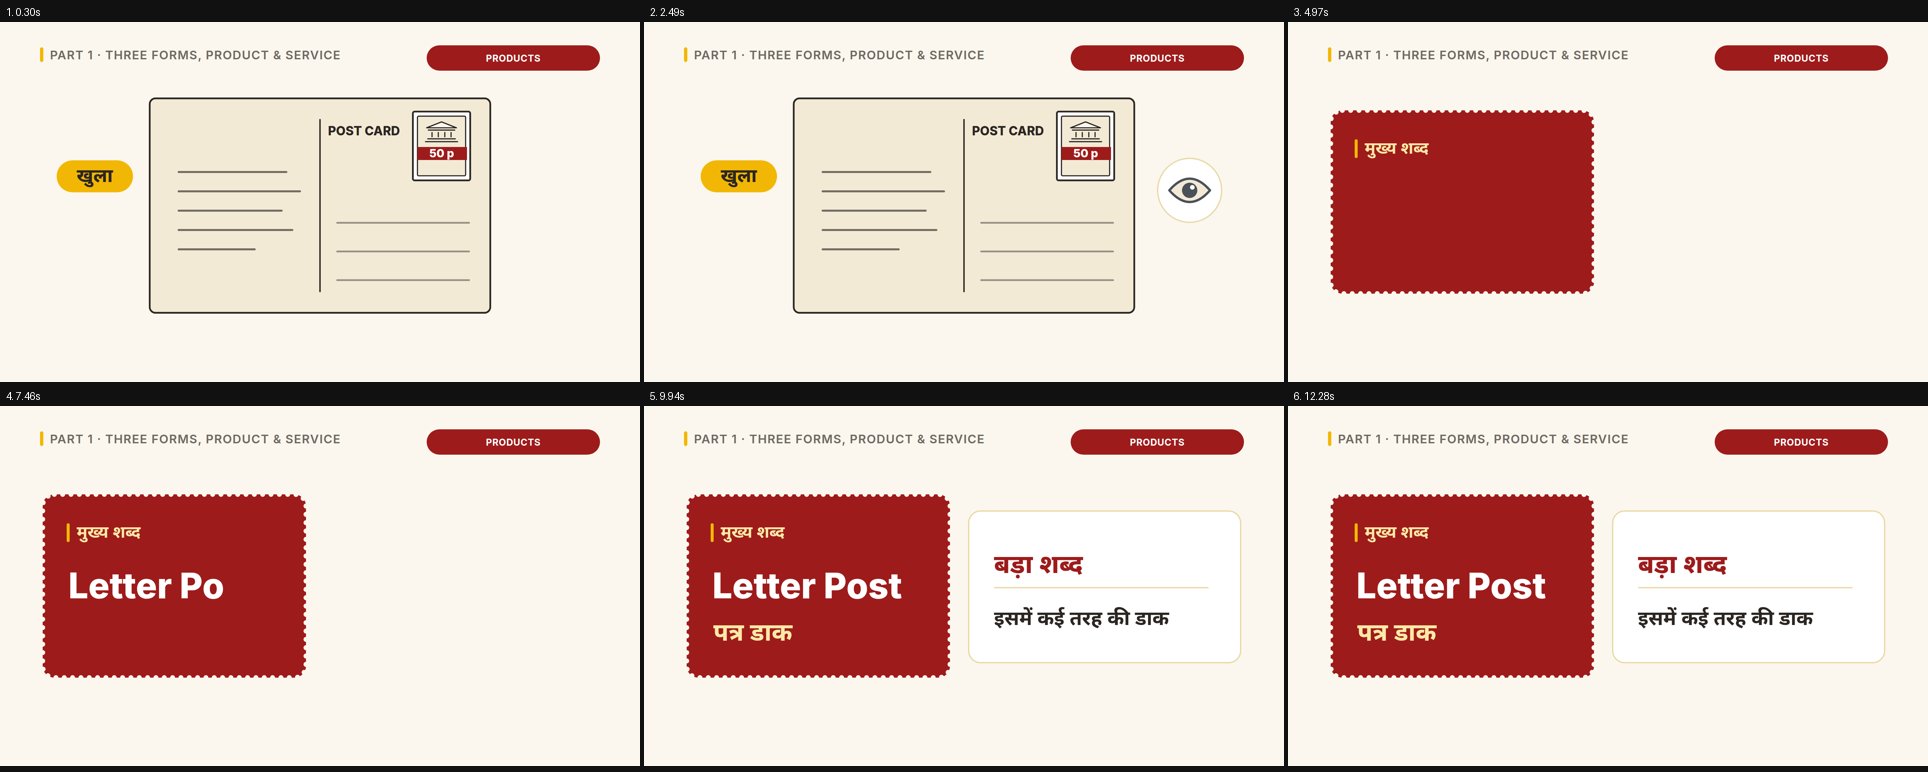 1. 0.30s
PART 1 · THREE FORMS, PRODUCT & SERVICE
PRODUCTS
खुला
POST CARD
50 p
2. 2.49s
PART 1 · THREE FORMS, PRODUCT & SERVICE
PRODUCTS
खुला
POST CARD
50 p
3. 4.97s
PART 1 · THREE FORMS, PRODUCT & SERVICE
PRODUCTS
मुख्य शब्द
4. 7.46s
PART 1 · THREE FORMS, PRODUCT & SERVICE
PRODUCTS
मुख्य शब्द
Letter Po
5. 9.94s
PART 1 · THREE FORMS, PRODUCT & SERVICE
PRODUCTS
मुख्य शब्द
Letter Post
पत्र डाक
बड़ा शब्द
इसमें कई तरह की डाक
6. 12.28s
PART 1 · THREE FORMS, PRODUCT & SERVICE
PRODUCTS
मुख्य शब्द
Letter Post
पत्र डाक
बड़ा शब्द
इसमें कई तरह की डाक